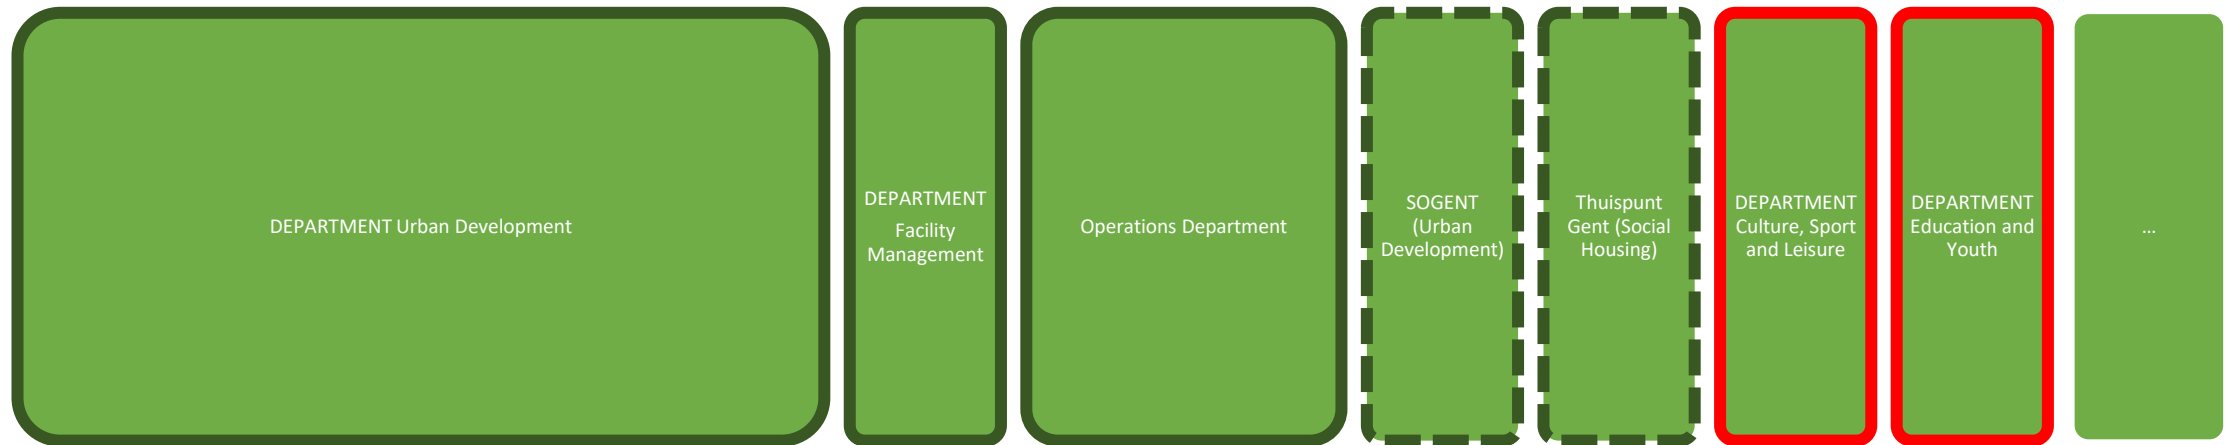 DEPARTMENT Urban Development
DEPARTMENT
Facility
Management
Operations Department
SOGENT
(Urban
Development)
Thuispunt
Gent (Social
Housing)
DEPARTMENT
Culture, Sport
and Leisure
DEPARTMENT
Education and
Youth
...